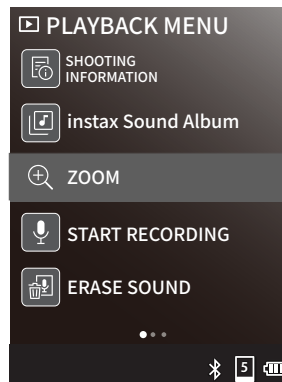 PLAYBACK MENU
SHOOTING
INFORMATION
instax Sound Album
ZOOM
START RECORDING
ERASE SOUND
5